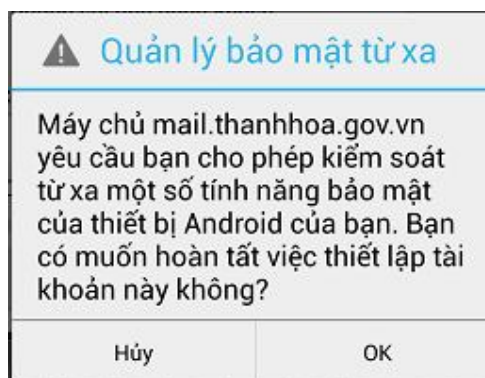 Quản lý bảo mật từ xa
Máy chủ mail.thanhhoa.gov.vn
yêu cầu bạn cho phép kiểm soát
từ xa một số tính năng bảo mật
của thiết bị Android của bạn. Bạn
có muốn hoàn tất việc thiết lập tài
khoản này không?
Hủy
OK